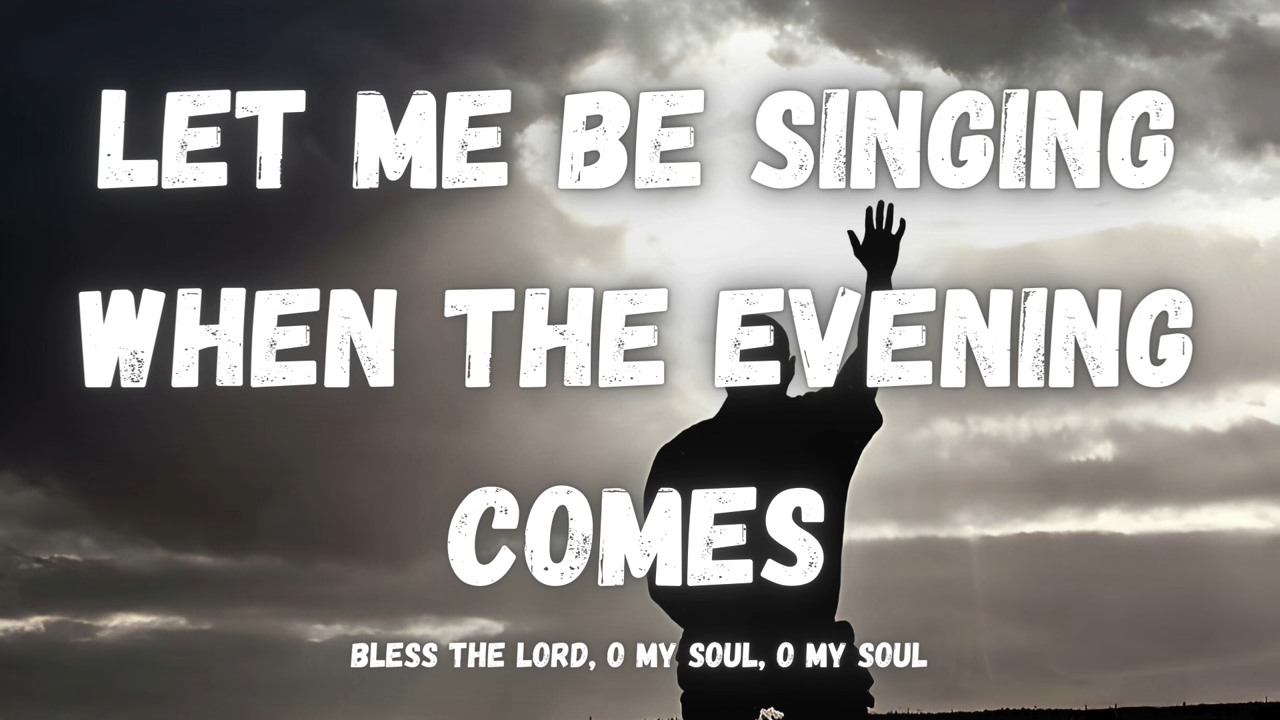 LET ME BE SINGING
WHEN THE EVENING
COMES
BLESS THE LORD, O MY SOUL, O MY SOUL